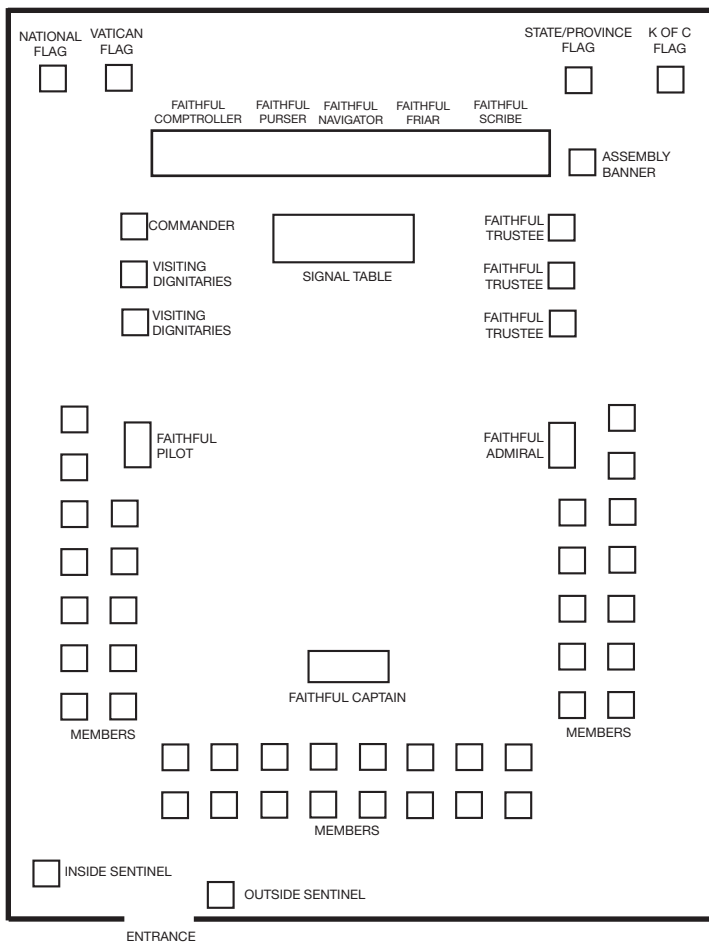 NATIONAL
FLAG
VATICAN
FLAG
STATE/PROVINCE
FLAG
K OF C
FLAG
FAITHFUL
COMPTROLLER
FAITHFUL
PURSER
FAITHFUL
NAVIGATOR
FAITHFUL
FRIAR
FAITHFUL
SCRIBE
ASSEMBLY
BANNER
COMMANDER
SIGNAL TABLE
FAITHFUL
TRUSTEE
VISITING
DIGNITARIES
FAITHFUL
TRUSTEE
VISITING
DIGNITARIES
FAITHFUL
TRUSTEE
FAITHFUL
PILOT
FAITHFUL
ADMIRAL
FAITHFUL CAPTAIN
MEMBERS
MEMBERS
MEMBERS
INSIDE SENTINEL
OUTSIDE SENTINEL
ENTRANCE